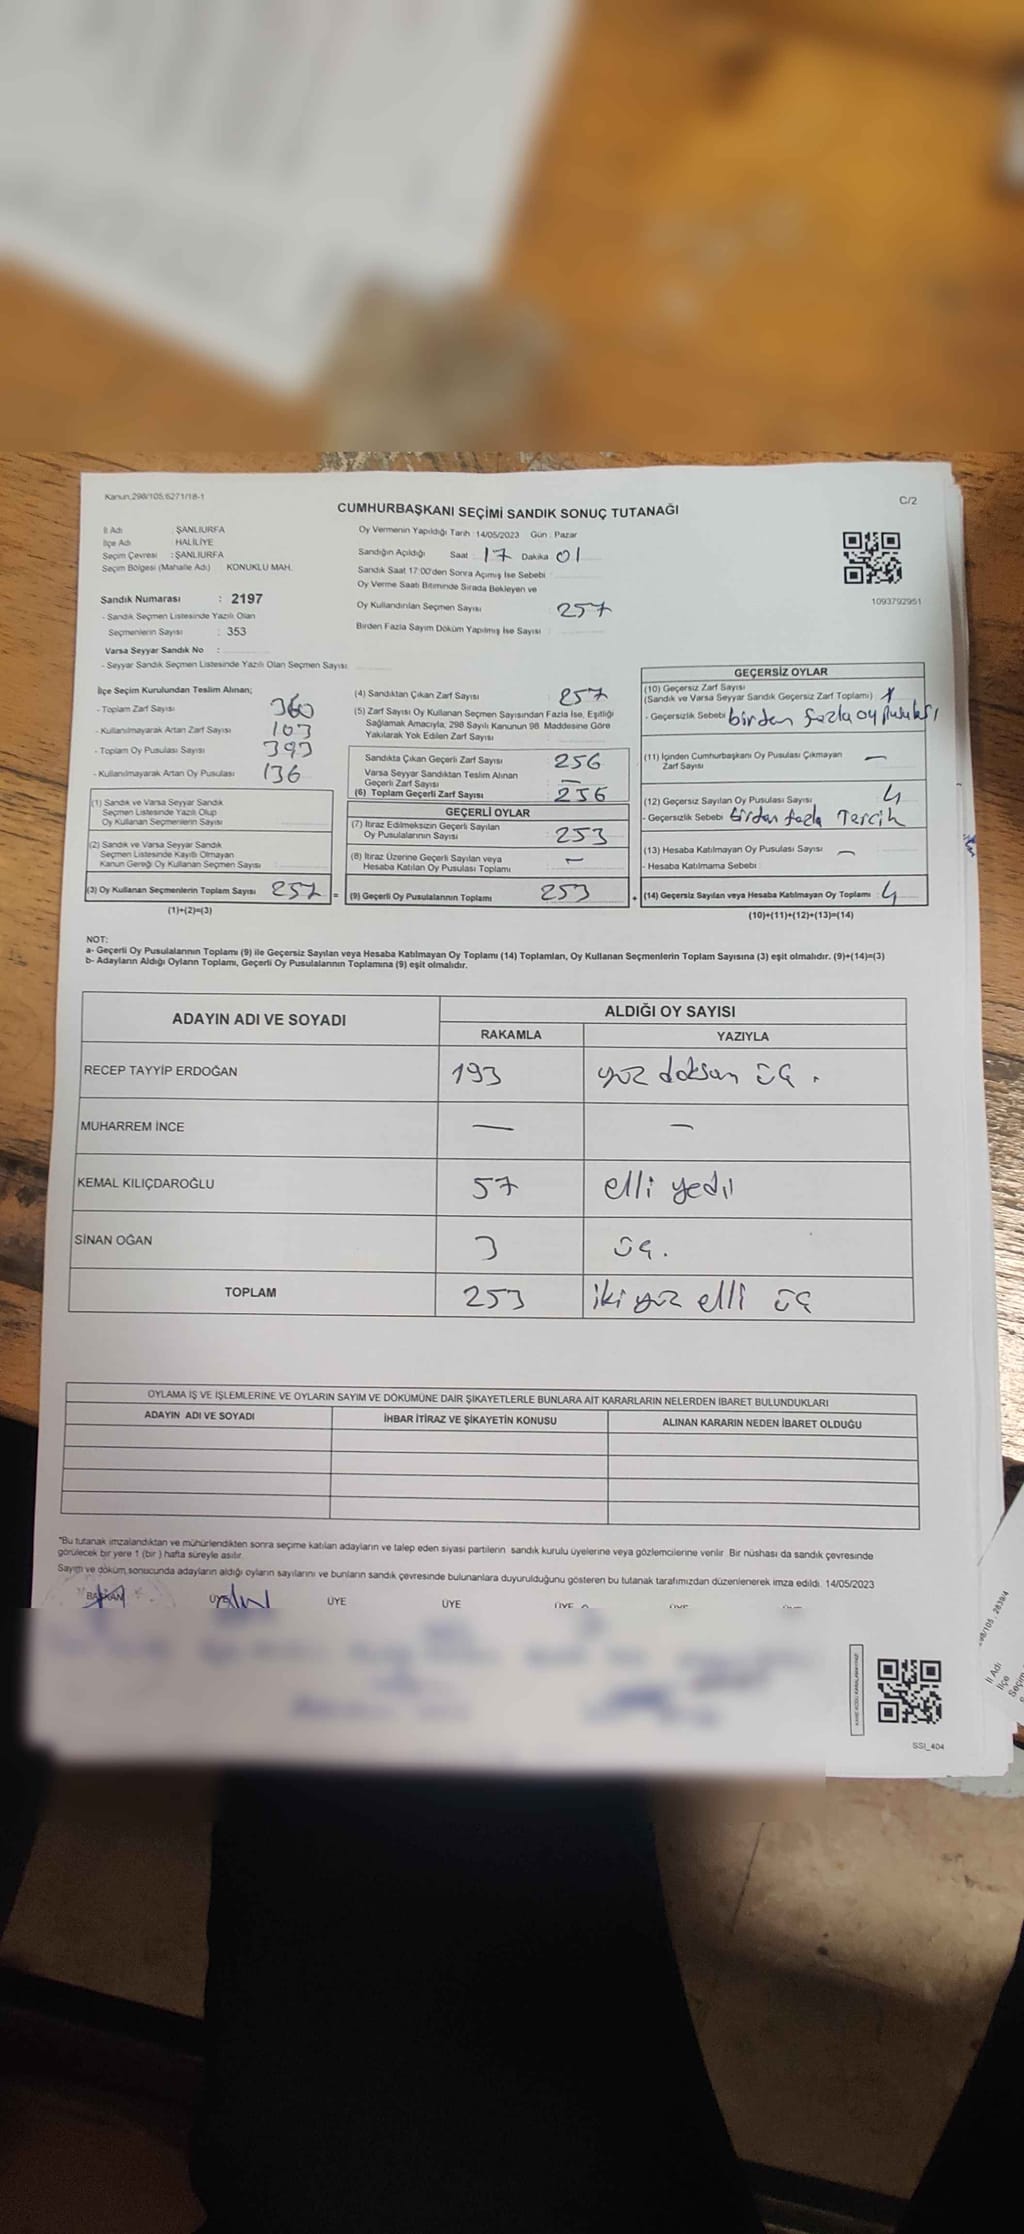 Kanun:298/105;6271/18-1
C/2
CUMHURBAŞKANI SEÇİMİ SANDIK SONUÇ TUTANAĞI
İl Adı : ŞANLIURFA
İlçe Adı : HALİLİYE
Seçim Çevresi : ŞANLIURFA
Seçim Bölgesi (Mahalle Adı) KONUKLU MAH.
Sandık Numarası : 2197
- Sandık Seçmen Listesinde Yazılı Olan
Seçmenlerin Sayısı : 353
Varsa Seyyar Sandık No :
- Seyyar Sandık Seçmen Listesinde Yazılı Olan Seçmen Sayısı:
Oy Vermenin Yapıldığı Tarih : 14/05/2023 Gün : Pazar
Sandığın Açıldığı Saat 17 Dakika 01
Sandık Saat 17:00'den Sonra Açımış İse Sebebi :
Oy Verme Saati Bitiminde Sırada Bekleyen ve
Oy Kullandırılan Seçmen Sayısı : 257
Birden Fazla Sayım Döküm Yapılmış İse Sayısı :
1093792951
İlçe Seçim Kurulundan Teslim Alınan;
- Toplam Zarf Sayısı 360
- Kullanılmayarak Artan Zarf Sayısı : 103
- Toplam Oy Pusulası Sayısı : 393
- Kullanılmayarak Artan Oy Pusulası : 136
(1) Sandık ve Varsa Seyyar Sandık
Seçmen Listesinde Yazılı Olup
Oy Kullanan Seçmenlerin Sayısı
(2) Sandık ve Varsa Seyyar Sandık
Seçmen Listesinde Kayıtlı Olmayan
Kanun Gereği Oy Kullanan Seçmen Sayısı :
(3) Oy Kullanan Seçmenlerin Toplam Sayısı : 257 =
(1)+(2)=(3)
(4) Sandıktan Çıkan Zarf Sayısı 257
(5) Zarf Sayısı Oy Kullanan Seçmen Sayısından Fazla İse, Eşitliği
Sağlamak Amacıyla; 298 Sayılı Kanunun 98. Maddesine Göre
Yakılarak Yok Edilen Zarf Sayısı
Sandıkta Çıkan Geçerli Zarf Sayısı 256
Varsa Seyyar Sandıktan Teslim Alınan
Geçerli Zarf Sayısı —
(6) Toplam Geçerli Zarf Sayısı 256
GEÇERLİ OYLAR
(7) İtiraz Edilmeksizin Geçerli Sayılan
Oy Pusulalarının Sayısı 253
(8) İtiraz Üzerine Geçerli Sayılan veya
Hesaba Katılan Oy Pusulası Toplamı —
(9) Geçerli Oy Pusulalarının Toplamı 253 +
GEÇERSİZ OYLAR
(10) Geçersiz Zarf Sayısı
(Sandık ve Varsa Seyyar Sandık Geçersiz Zarf Toplamı)
- Geçersizlik Sebebi birden fazla oy pusulası
(11) İçinden Cumhurbaşkanı Oy Pusulası Çıkmayan
Zarf Sayısı —
(12) Geçersiz Sayılan Oy Pusulası Sayısı 4
- Geçersizlik Sebebi : birden fazla Tercih
(13) Hesaba Katılmayan Oy Pusulası Sayısı —
- Hesaba Katılmama Sebebi :
(14) Geçersiz Sayılan veya Hesaba Katılmayan Oy Toplamı : 4
(10)+(11)+(12)+(13)=(14)
NOT:
a- Geçerli Oy Pusulalarının Toplamı (9) ile Geçersiz Sayılan veya Hesaba Katılmayan Oy Toplamı (14) Toplamları, Oy Kullanan Seçmenlerin Toplam Sayısına (3) eşit olmalıdır. (9)+(14)=(3)
b- Adayların Aldığı Oyların Toplamı, Geçerli Oy Pusulalarının Toplamına (9) eşit olmalıdır.
ADAYIN ADI VE SOYADI
ALDIĞI OY SAYISI
RAKAMLA YAZIYLA
RECEP TAYYİP ERDOĞAN 193 yüz doksan üç.
MUHARREM İNCE — —
KEMAL KILIÇDAROĞLU 57 elli yedi
SİNAN OĞAN 3 üç.
TOPLAM 253 iki yüz elli üç
OYLAMA İŞ VE İŞLEMLERİNE VE OYLARIN SAYIM VE DÖKÜMÜNE DAİR ŞİKAYETLERLE BUNLARA AİT KARARLARIN NELERDEN İBARET BULUNDUKLARI
ADAYIN ADI VE SOYADI İHBAR İTİRAZ VE ŞİKAYETİN KONUSU ALINAN KARARIN NEDEN İBARET OLDUĞU
"Bu tutanak imzalandıktan ve mühürlendikten sonra seçime katılan adayların ve talep eden siyasi partilerin sandık kurulu üyelerine veya gözlemcilerine verilir. Bir nüshası da sandık çevresinde
görülecek bir yere 1 (bir ) hafta süreyle asılır.
Sayım ve döküm sonucunda adayların aldığı oyların sayılarını ve bunların sandık çevresinde bulunanlara duyurulduğunu gösteren bu tutanak tarafımızdan düzenlenerek imza edildi. 14/05/2023
BAŞKAN ÜYE ÜYE ÜYE ÜYE
SSI_404
İl Adı
İlçe
Seçim